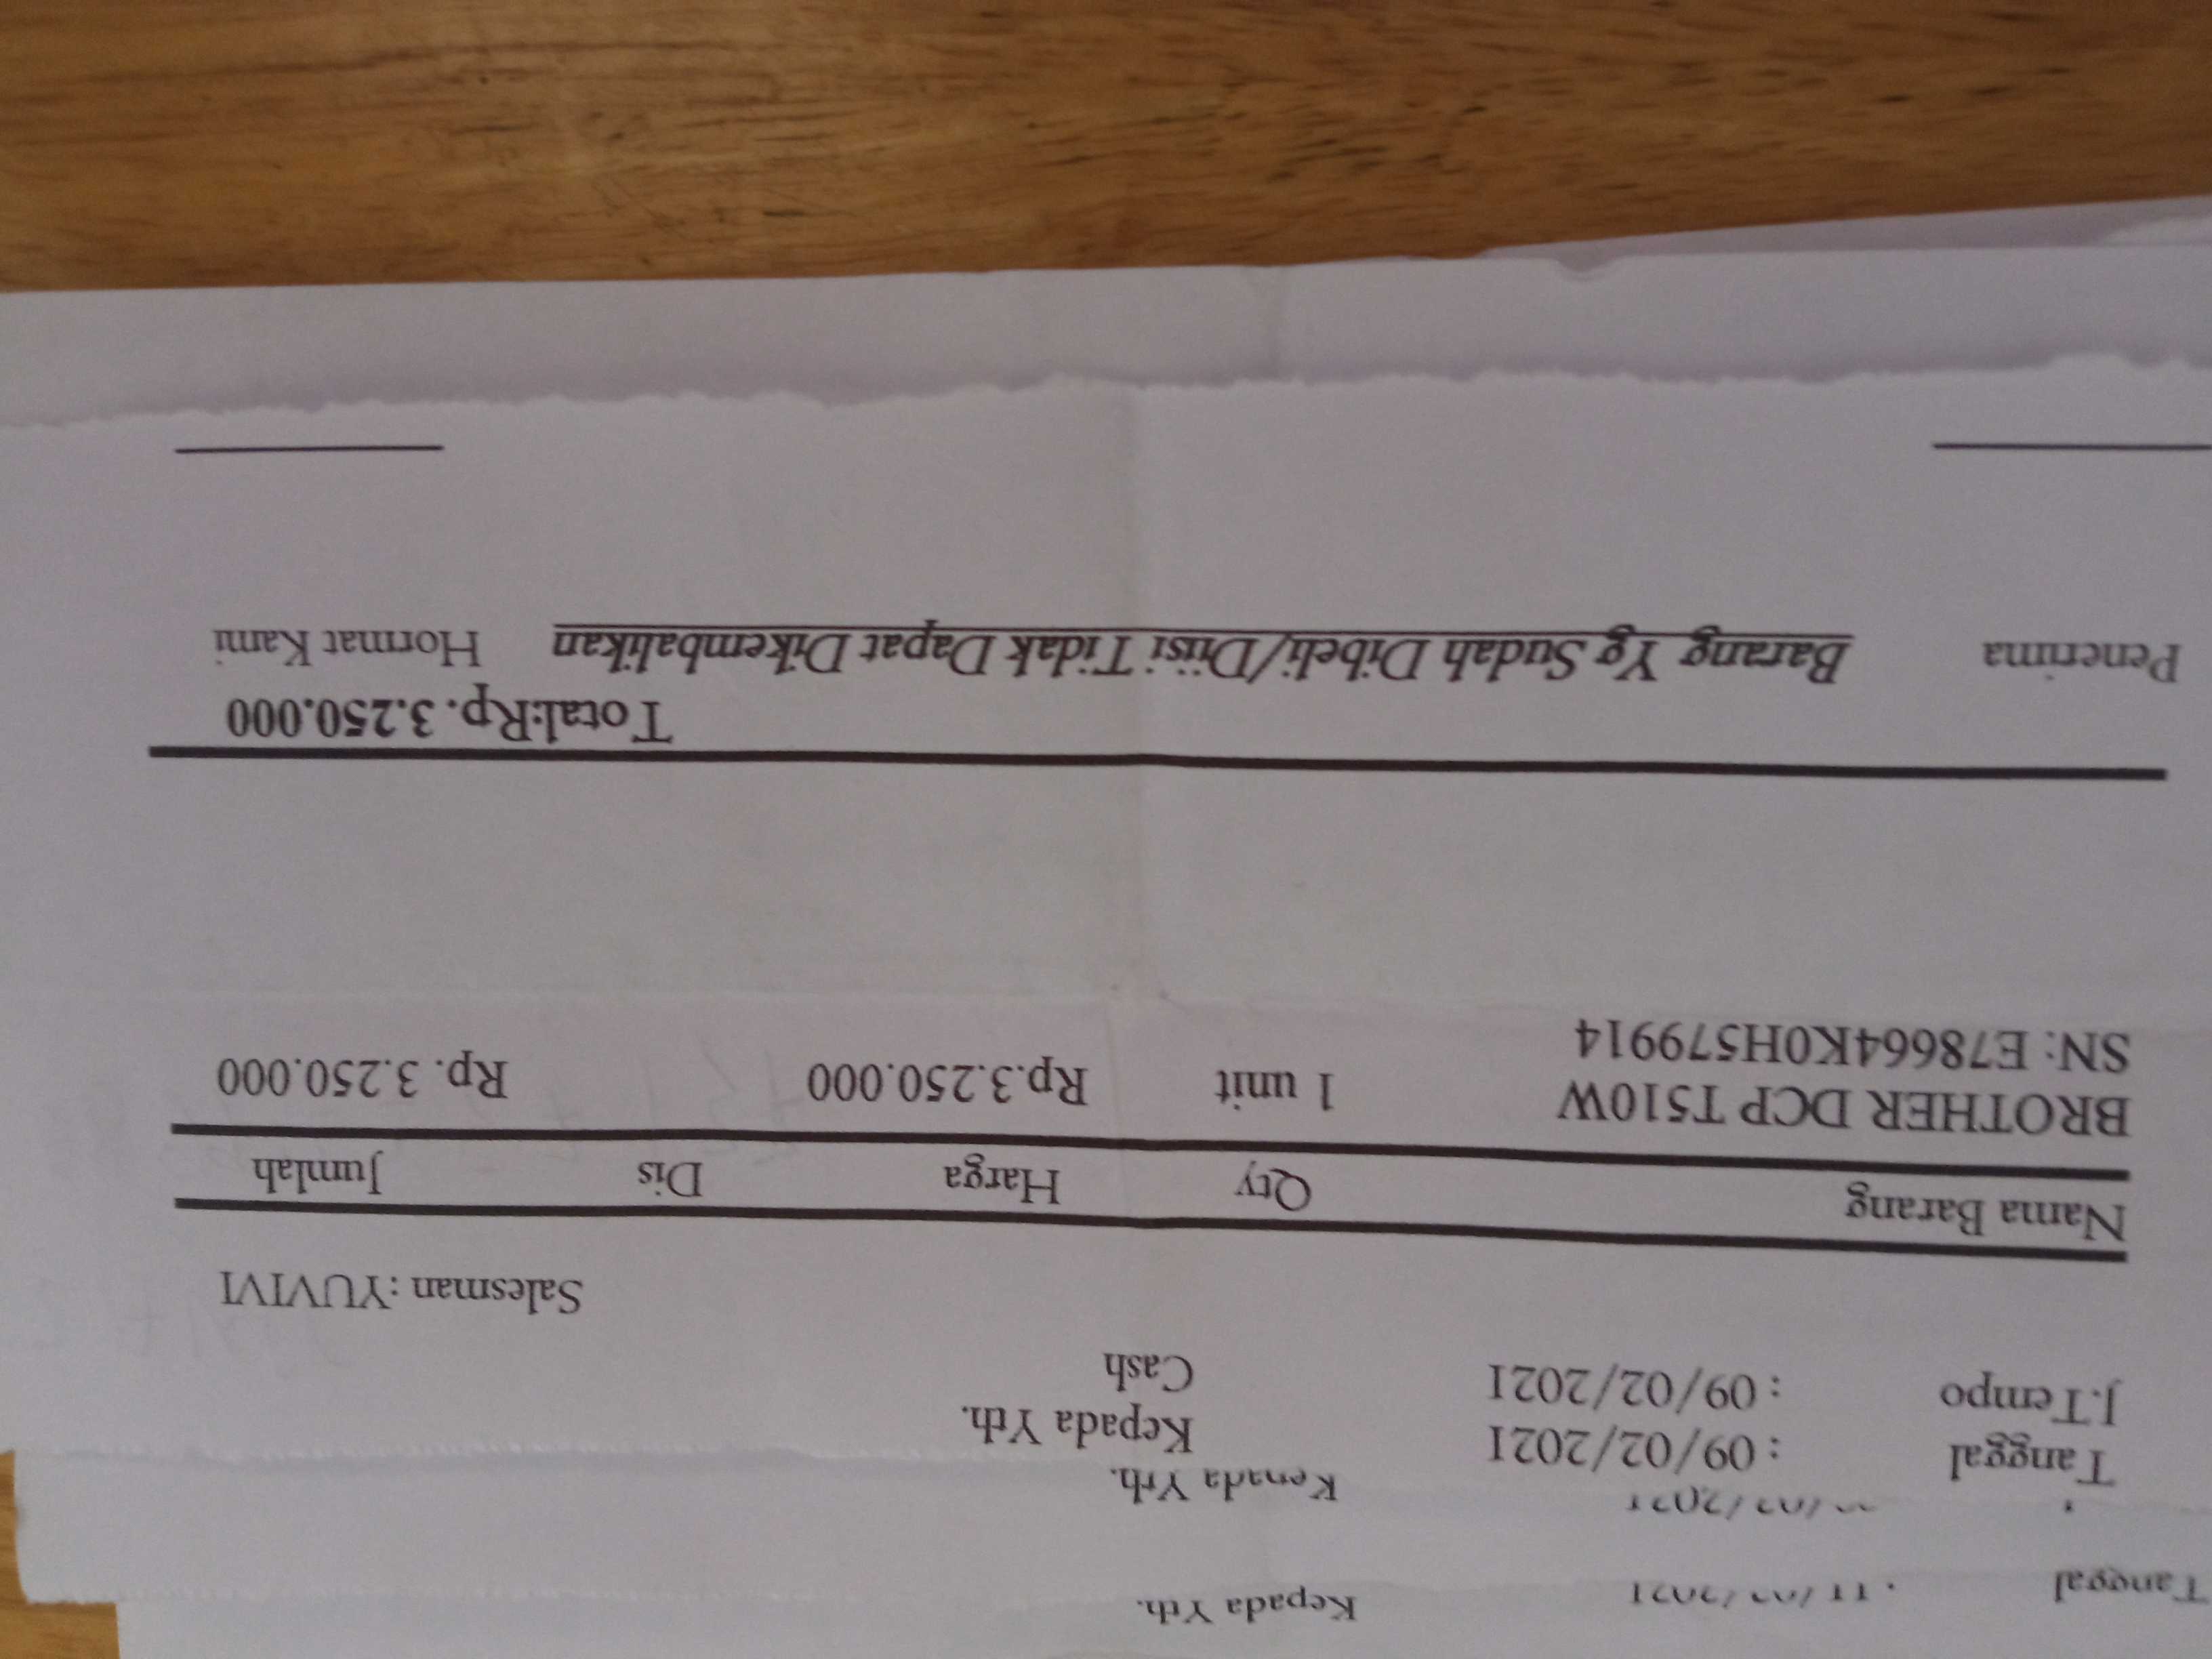 Tanggal Kepada Yth.
Kepada Yth.
Tanggal : 09/02/2021 Kepada Yth.
J.Tempo : 09/02/2021 Cash
Salesman : YUVIVI
Nama Barang Qty Harga Dis Jumlah
BROTHER DCP T510W 1 unit Rp.3.250.000 Rp. 3.250.000
SN: E78664K0H579914
Total:Rp. 3.250.000
Penerima Barang Yg Sudah Dibeli/Diisi Tidak Dapat Dikembalikan Hormat Kami